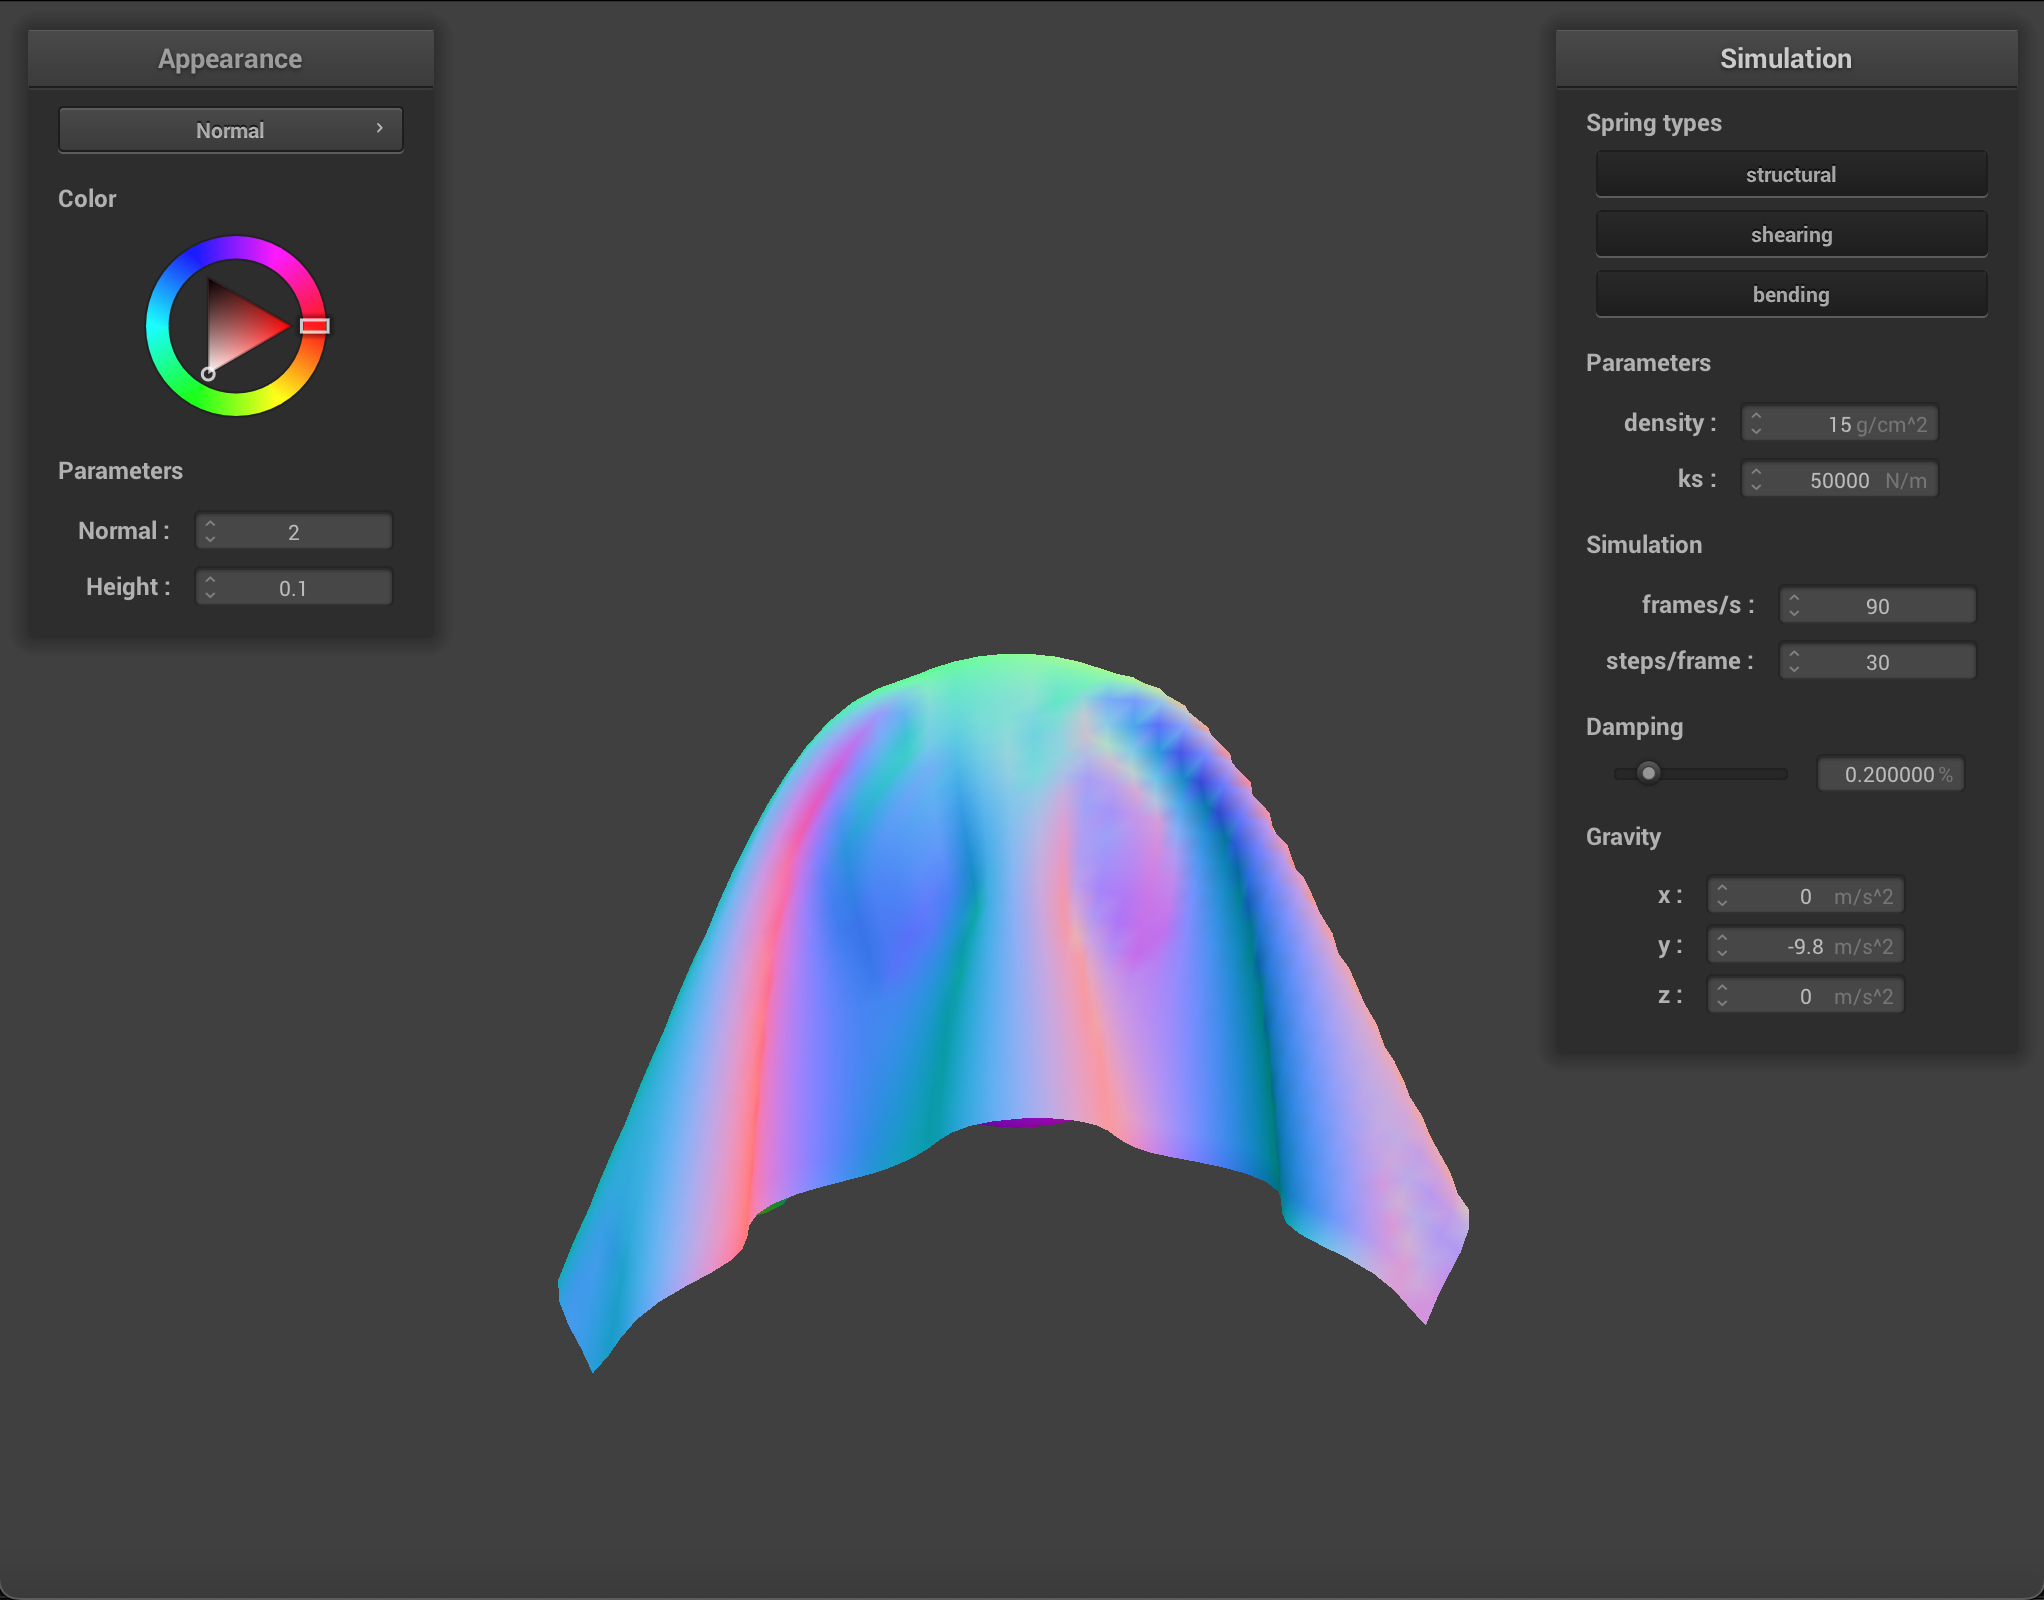 Appearance
Normal
Color
Parameters
Normal : 2
Height : 0.1
Simulation
Spring types
structural
shearing
bending
Parameters
density : 15 g/cm^2
ks : 50000 N/m
Simulation
frames/s : 90
steps/frame : 30
Damping
0.200000 %
Gravity
x : 0 m/s^2
y : -9.8 m/s^2
z : 0 m/s^2